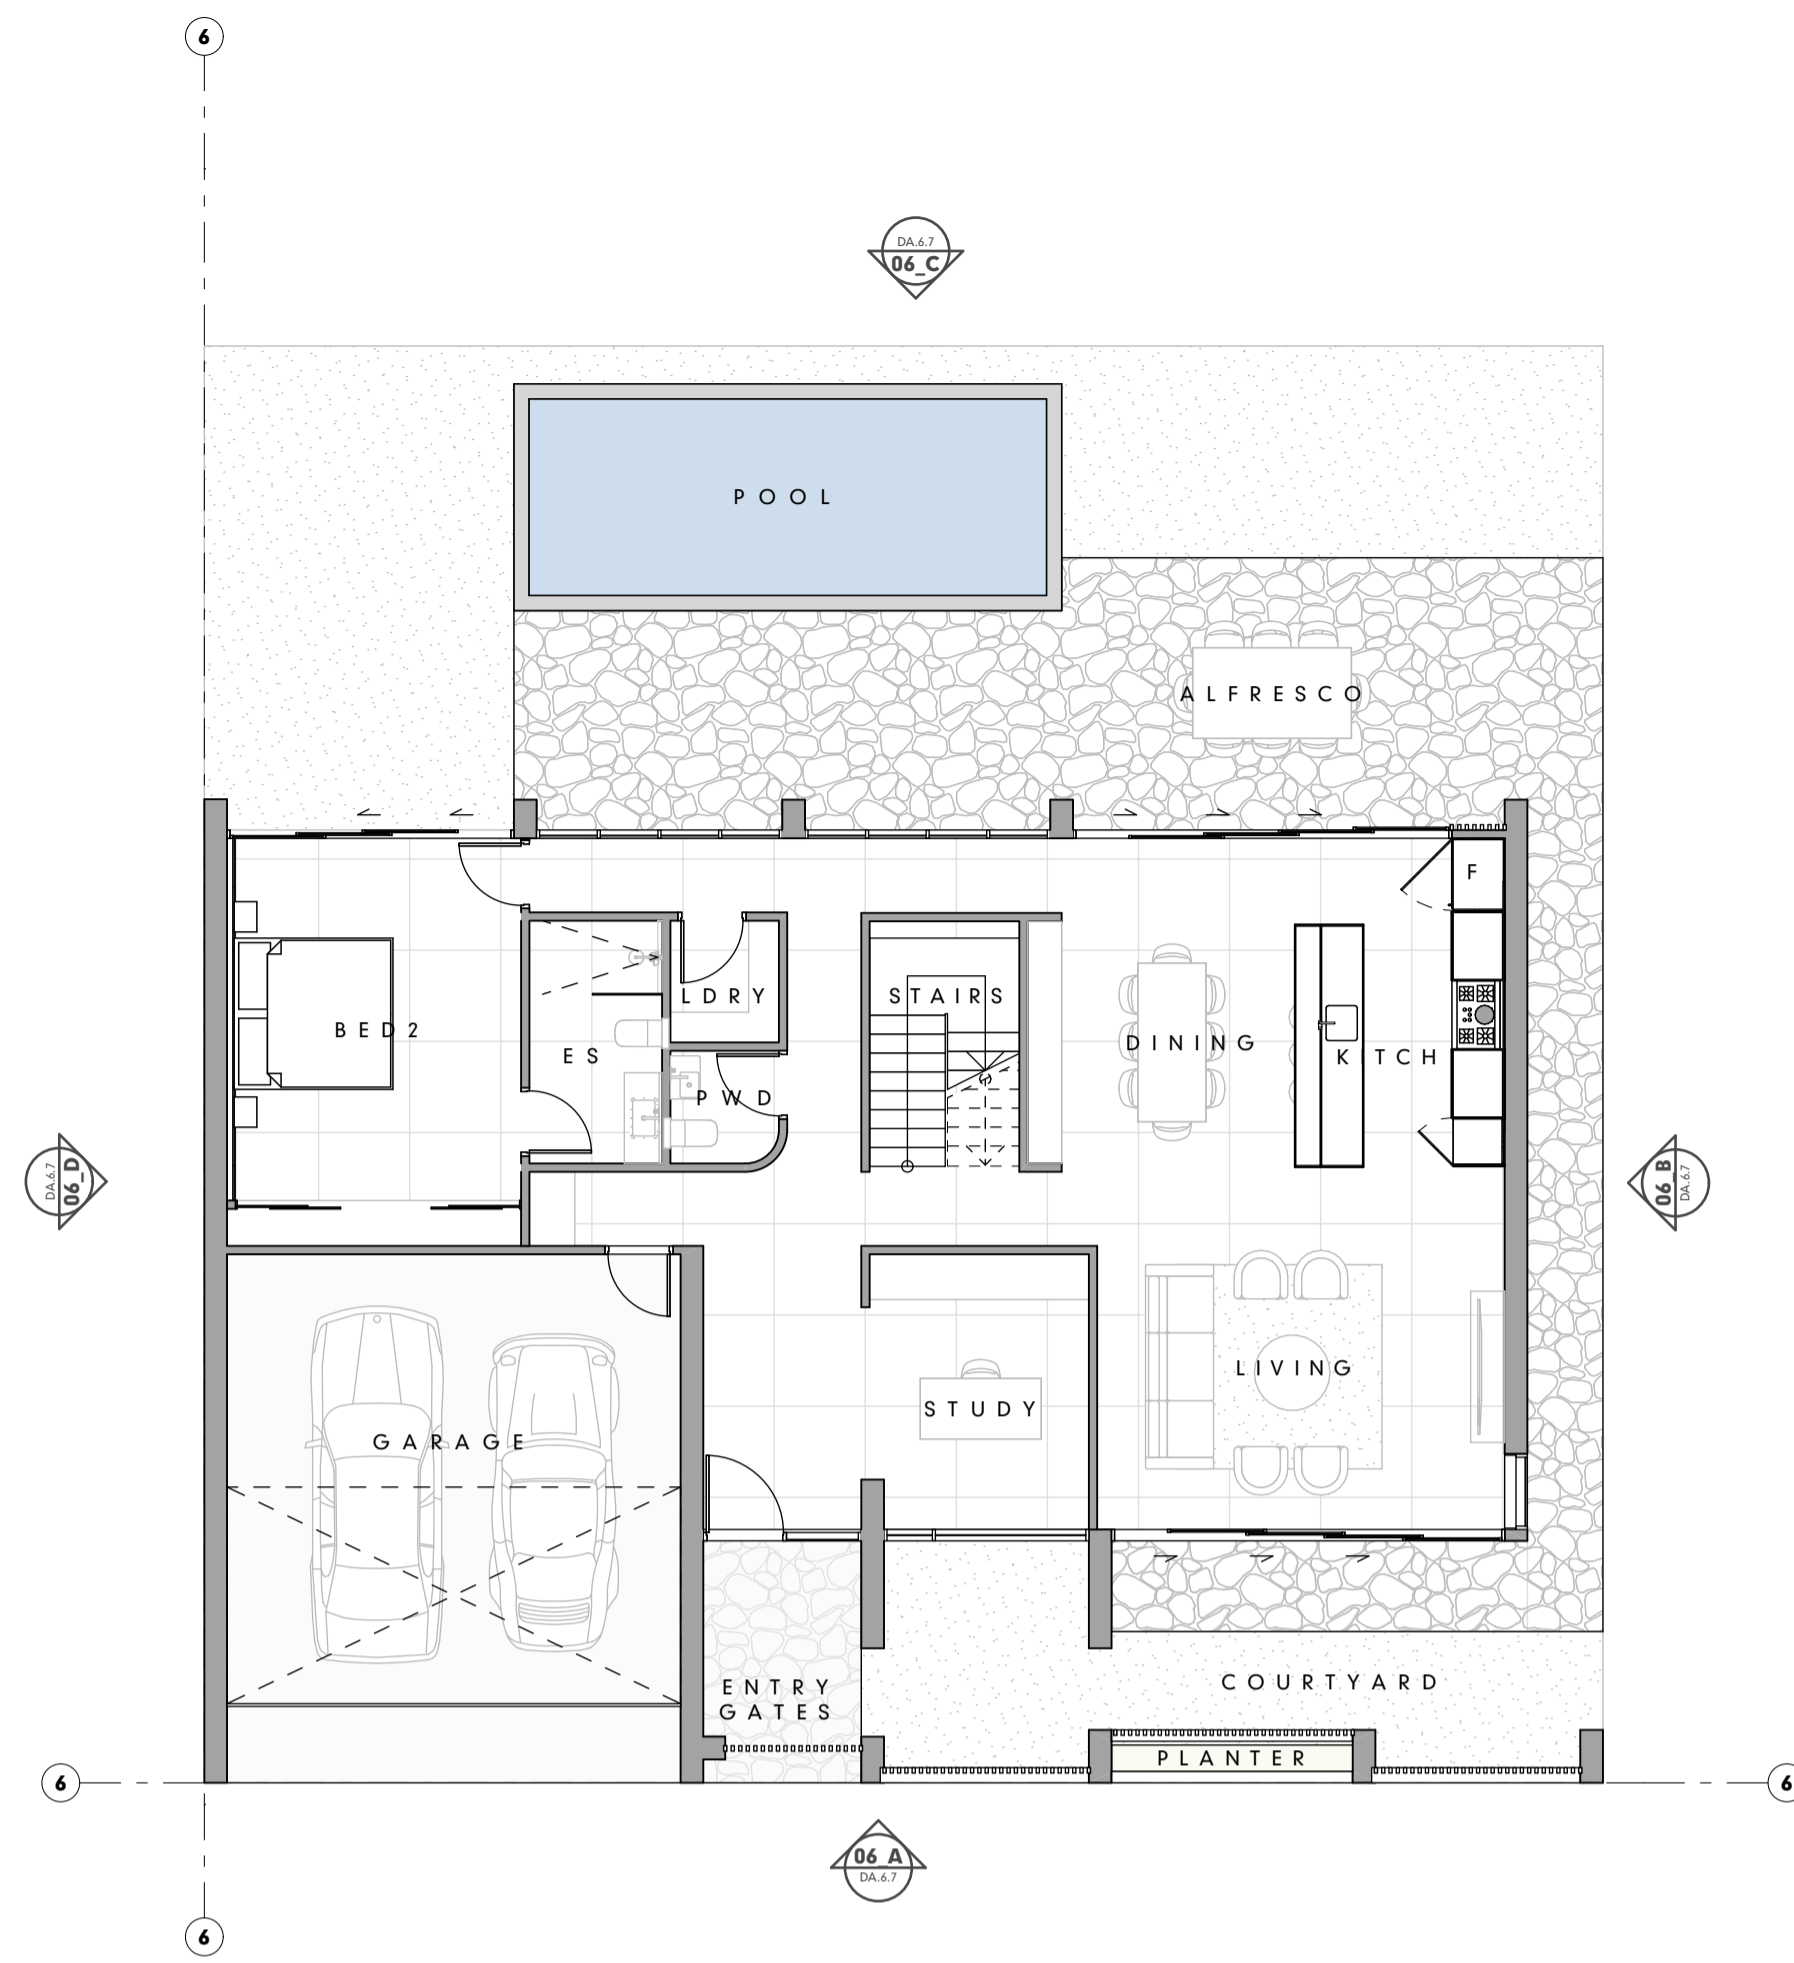 6
DA.6.7
06_C
POOL
ALFRESCO
F
LDRY
STAIRS
BED 2
ES
DINING
KITCH
PWD
DA.6.7
06_D
06_B
DA.6.7
LIVING
STUDY
GARAGE
ENTRY
GATES
COURTYARD
PLANTER
6
6
06_A
DA.6.7
6